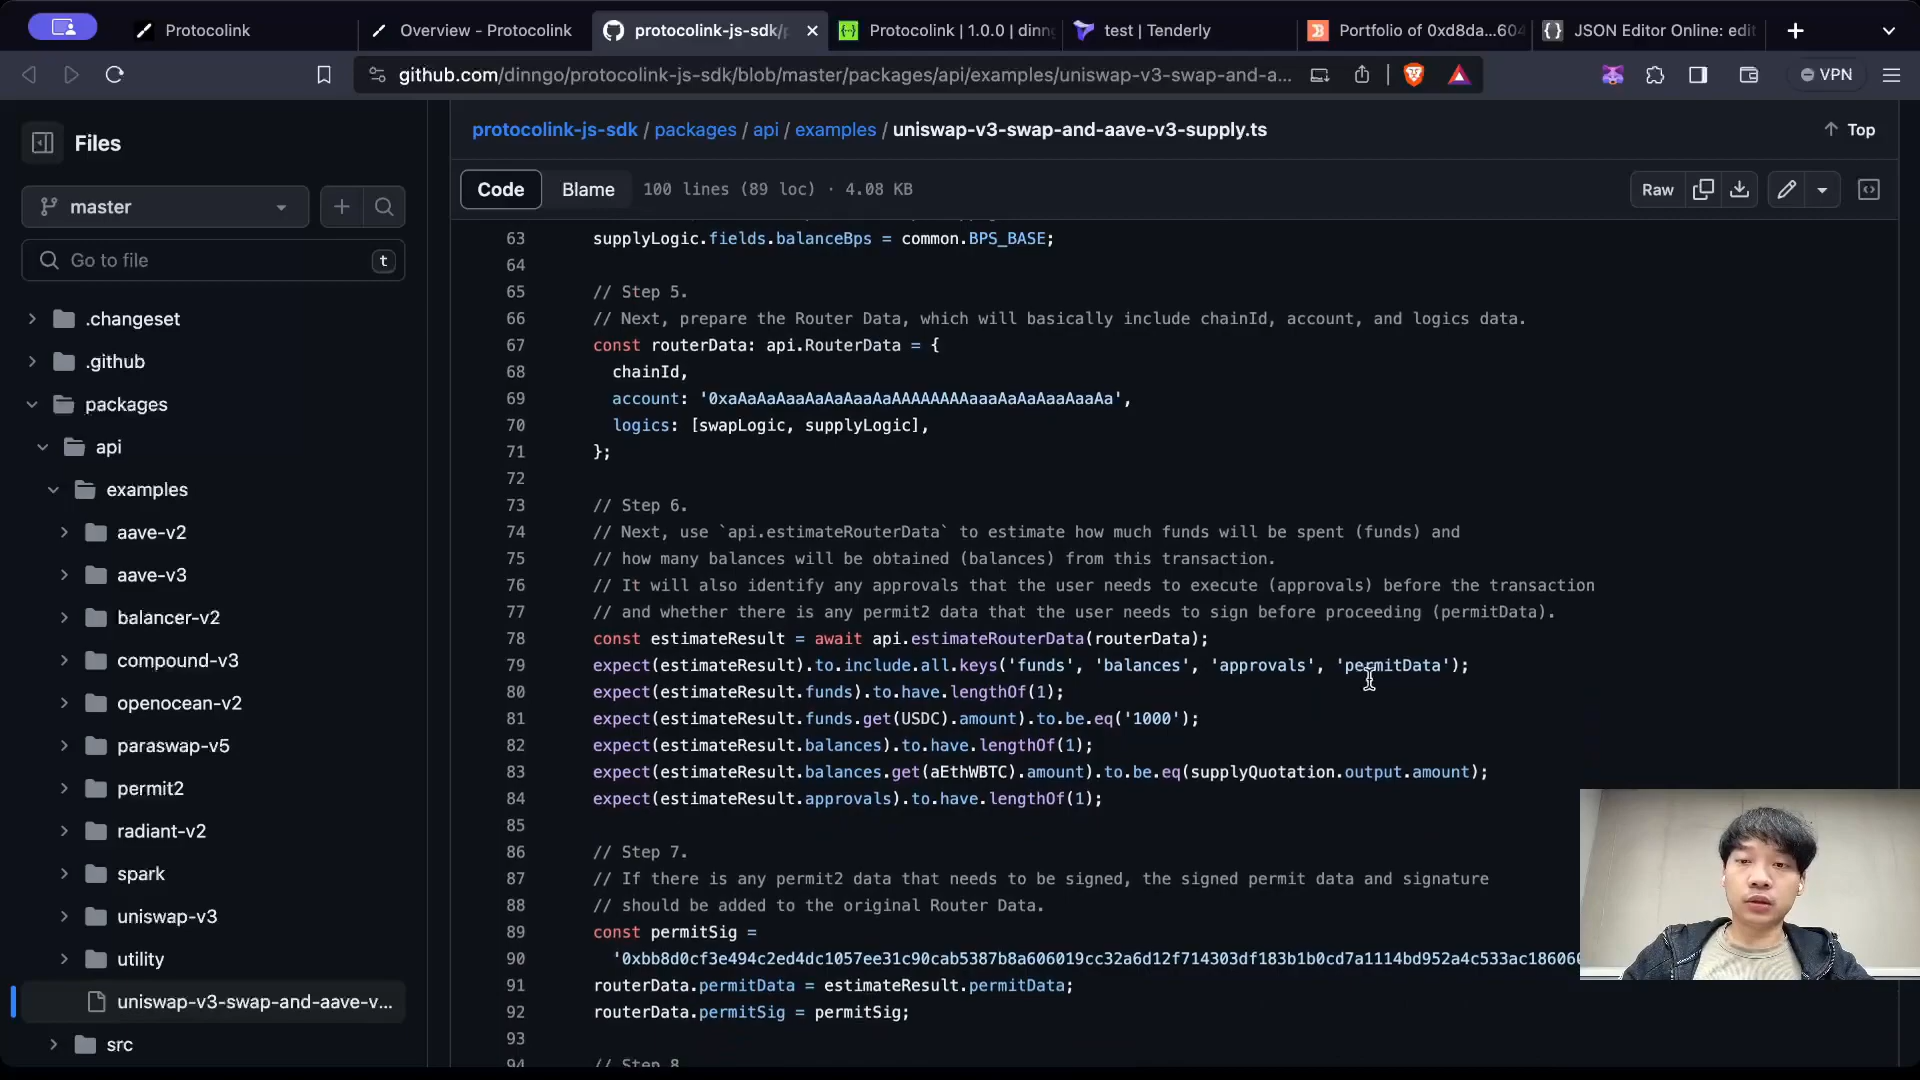 Protocolink
Overview - Protocolink
protocolink-js-sdk/p
Protocolink | 1.0.0 | dinng
test | Tenderly
Portfolio of 0xd8da...604
JSON Editor Online: edit
github.com/dinngo/protocolink-js-sdk/blob/master/packages/api/examples/uniswap-v3-swap-and-a...
VPN
Files
master
Go to file
t
.changeset
.github
packages
api
examples
aave-v2
aave-v3
balancer-v2
compound-v3
openocean-v2
paraswap-v5
permit2
radiant-v2
spark
uniswap-v3
utility
uniswap-v3-swap-and-aave-v...
src
protocolink-js-sdk / packages / api / examples / uniswap-v3-swap-and-aave-v3-supply.ts
Top
Code
Blame
100 lines (89 loc) · 4.08 KB
Raw
63 supplyLogic.fields.balanceBps = common.BPS_BASE;
64
65 // Step 5.
66 // Next, prepare the Router Data, which will basically include chainId, account, and logics data.
67 const routerData: api.RouterData = {
68 chainId,
69 account: '0xaAaAaAaaAaAaAaaAaAAAAAAAAaaaAaAaAaaAaaAa',
70 logics: [swapLogic, supplyLogic],
71 };
72
73 // Step 6.
74 // Next, use `api.estimateRouterData` to estimate how much funds will be spent (funds) and
75 // how many balances will be obtained (balances) from this transaction.
76 // It will also identify any approvals that the user needs to execute (approvals) before the transaction
77 // and whether there is any permit2 data that the user needs to sign before proceeding (permitData).
78 const estimateResult = await api.estimateRouterData(routerData);
79 expect(estimateResult).to.include.all.keys('funds', 'balances', 'approvals', 'permitData');
80 expect(estimateResult.funds).to.have.lengthOf(1);
81 expect(estimateResult.funds.get(USDC).amount).to.be.eq('1000');
82 expect(estimateResult.balances).to.have.lengthOf(1);
83 expect(estimateResult.balances.get(aEthWBTC).amount).to.be.eq(supplyQuotation.output.amount);
84 expect(estimateResult.approvals).to.have.lengthOf(1);
85
86 // Step 7.
87 // If there is any permit2 data that needs to be signed, the signed permit data and signature
88 // should be added to the original Router Data.
89 const permitSig =
90 '0xbb8d0cf3e494c2ed4dc1057ee31c90cab5387b8a606019cc32a6d12f714303df183b1b0cd7a1114bd952a4c533ac18606
91 routerData.permitData = estimateResult.permitData;
92 routerData.permitSig = permitSig;
93
94 // Step 8